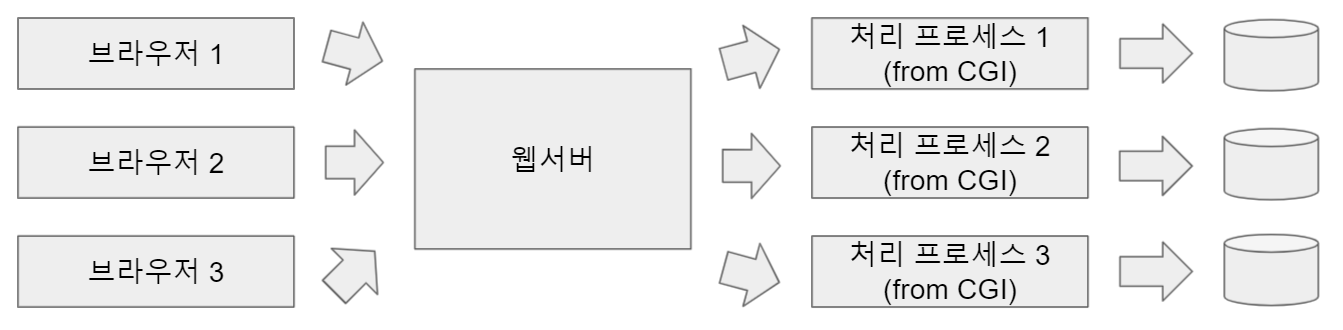 브라우저 1
브라우저 2
브라우저 3
웹서버
처리 프로세스 1
(from CGI)
처리 프로세스 2
(from CGI)
처리 프로세스 3
(from CGI)